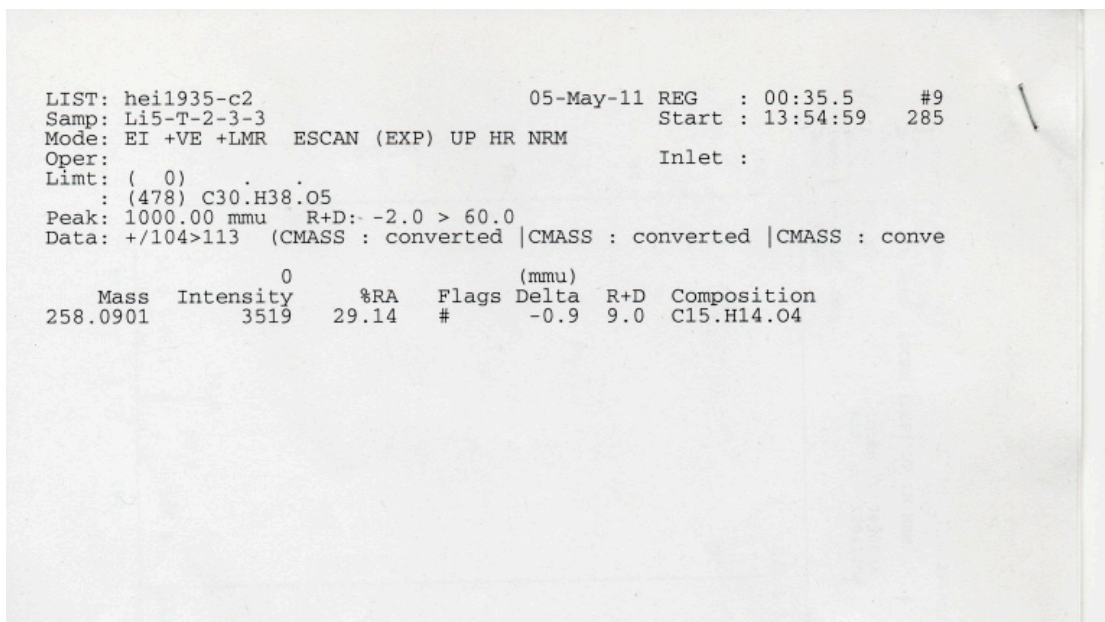 LIST: hei1935-c2 05-May-11 REG : 00:35.5 #9
Samp: Li5-T-2-3-3 Start : 13:54:59 285
Mode: EI +VE +LMR ESCAN (EXP) UP HR NRM
Oper: Inlet :
Limt: ( 0) . .
: (478) C30.H38.O5
Peak: 1000.00 mmu R+D: -2.0 > 60.0
Data: +/104>113 (CMASS : converted |CMASS : converted |CMASS : conve
0 (mmu)
Mass Intensity %RA Flags Delta R+D Composition
258.0901 3519 29.14 # -0.9 9.0 C15.H14.O4